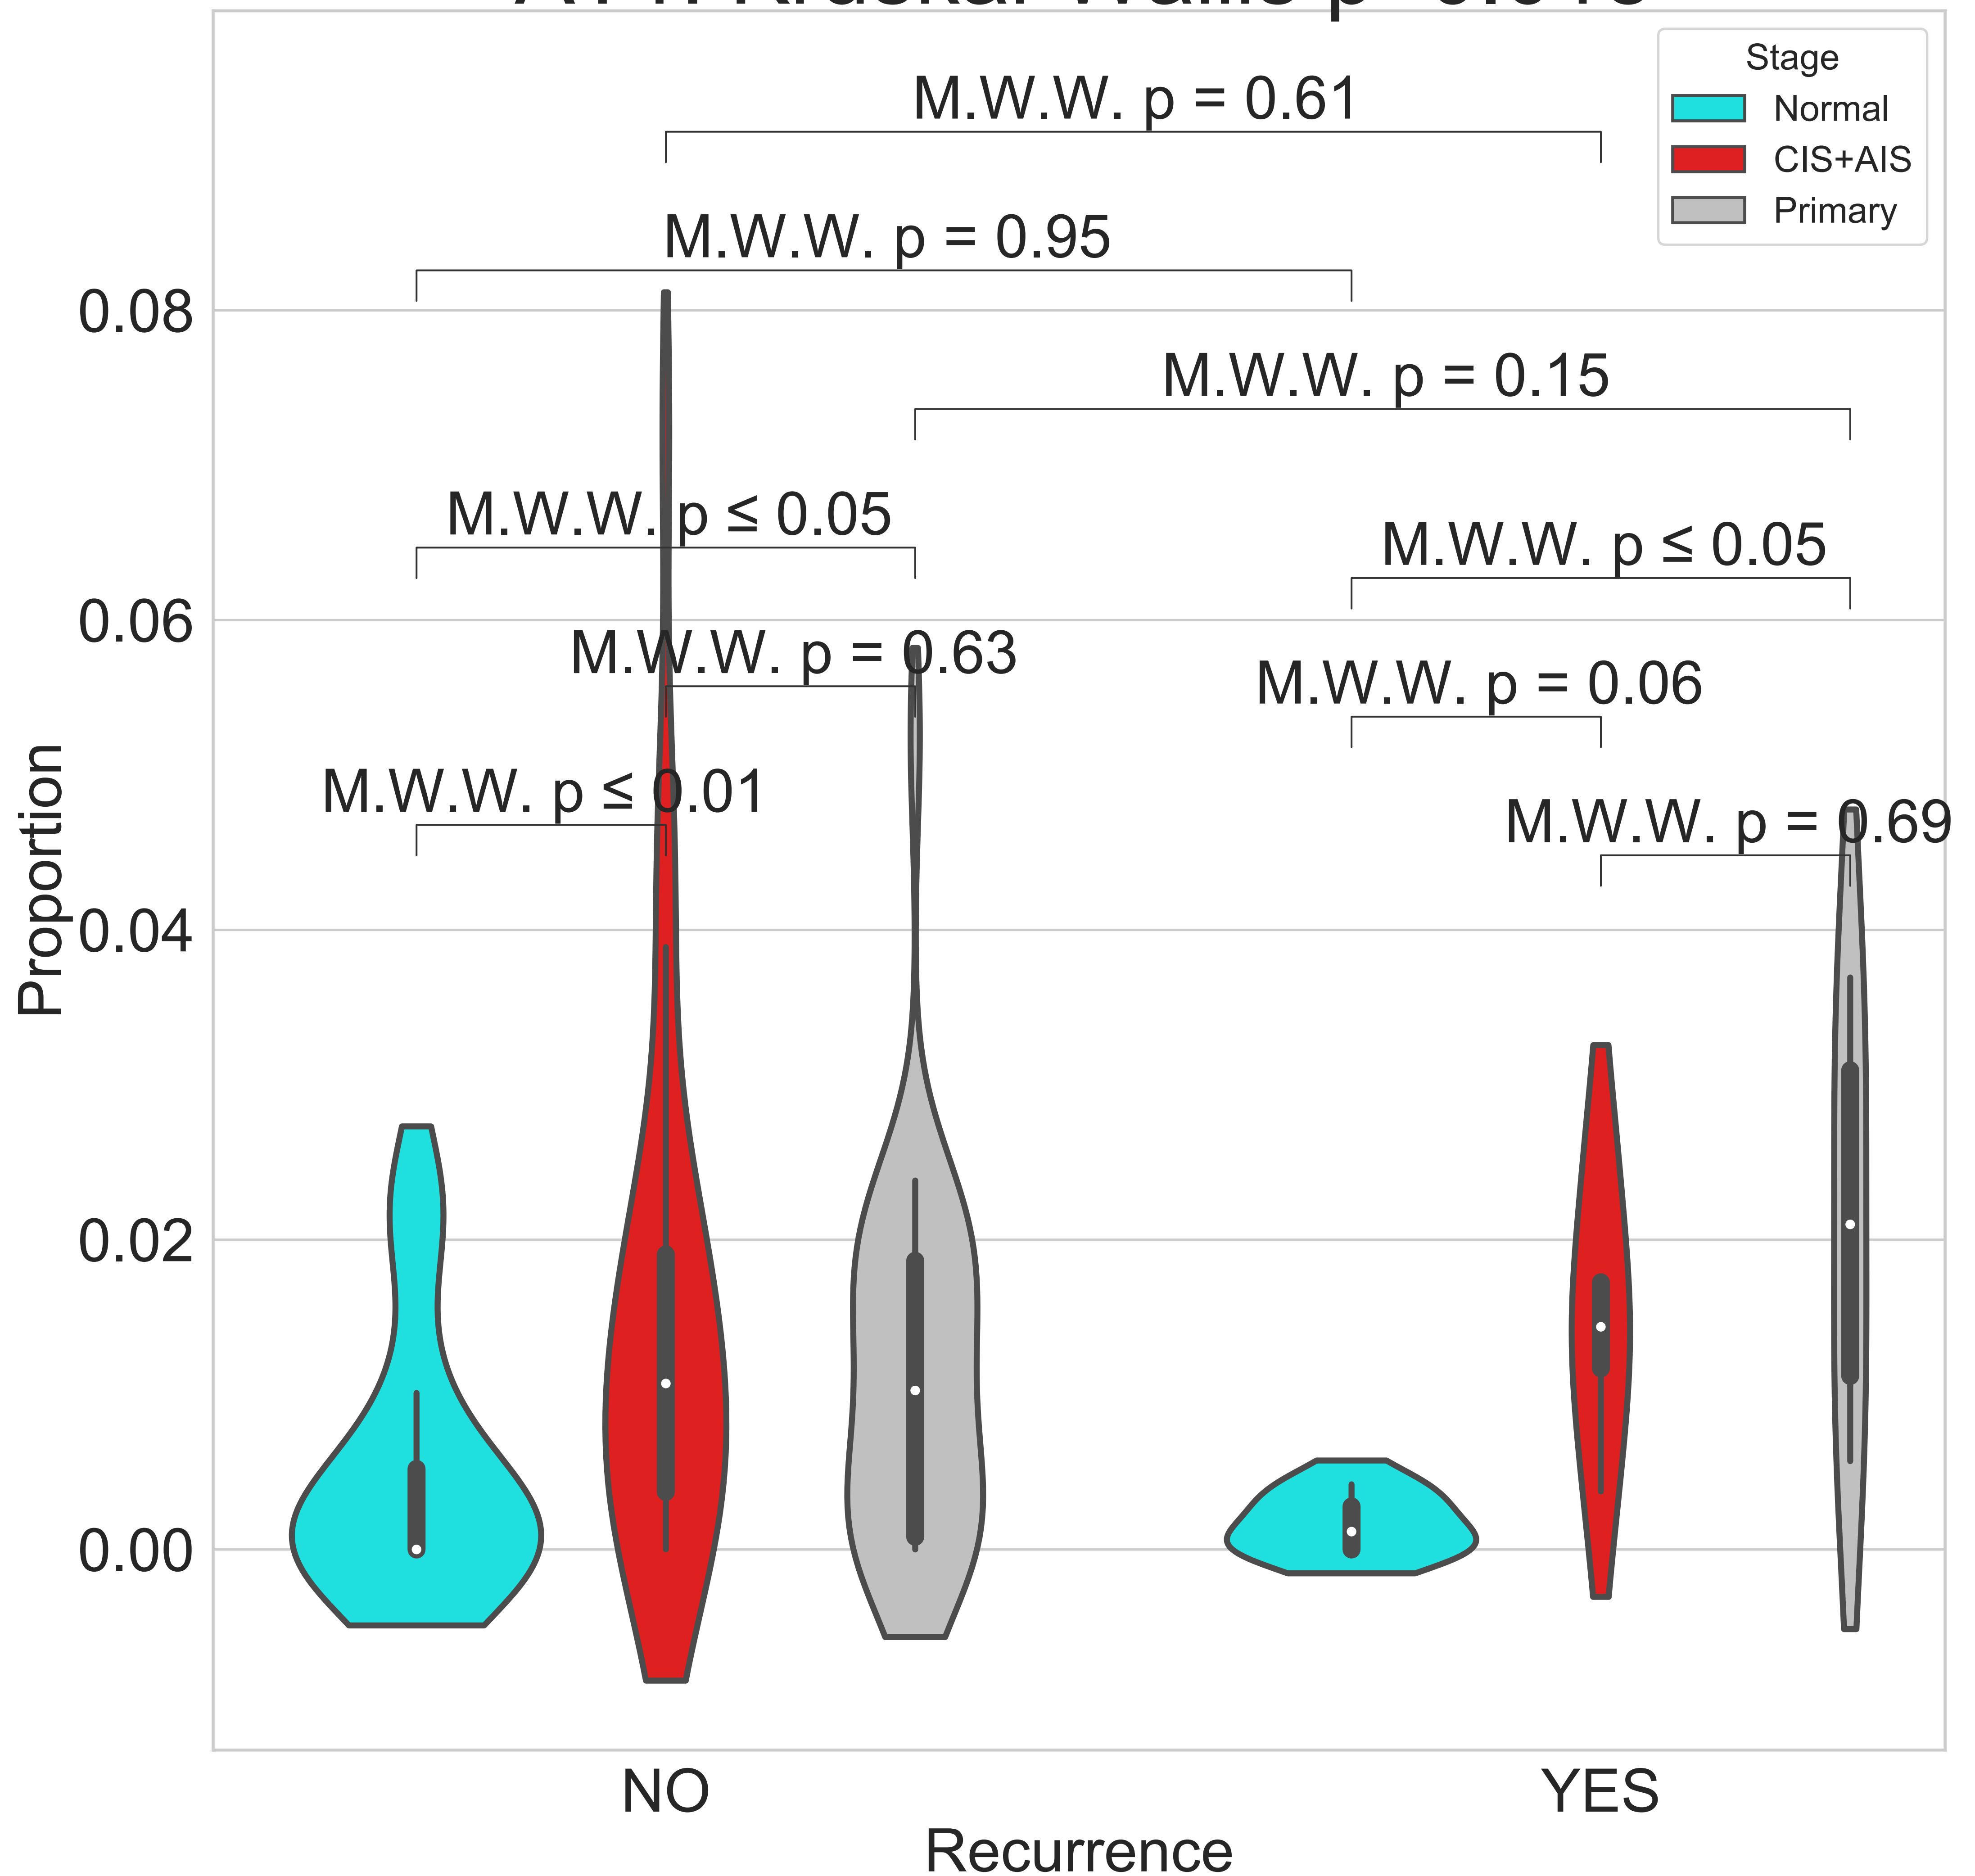 Stage
Normal
CIS+AIS
Primary
M.W.W. p = 0.61
M.W.W. p = 0.95
M.W.W. p = 0.15
M.W.W. p ≤ 0.05
M.W.W. p ≤ 0.05
M.W.W. p = 0.63
M.W.W. p = 0.06
M.W.W. p ≤ 0.01
M.W.W. p = 0.69
0.08
0.06
0.04
0.02
0.00
Proportion
NO
YES
Recurrence